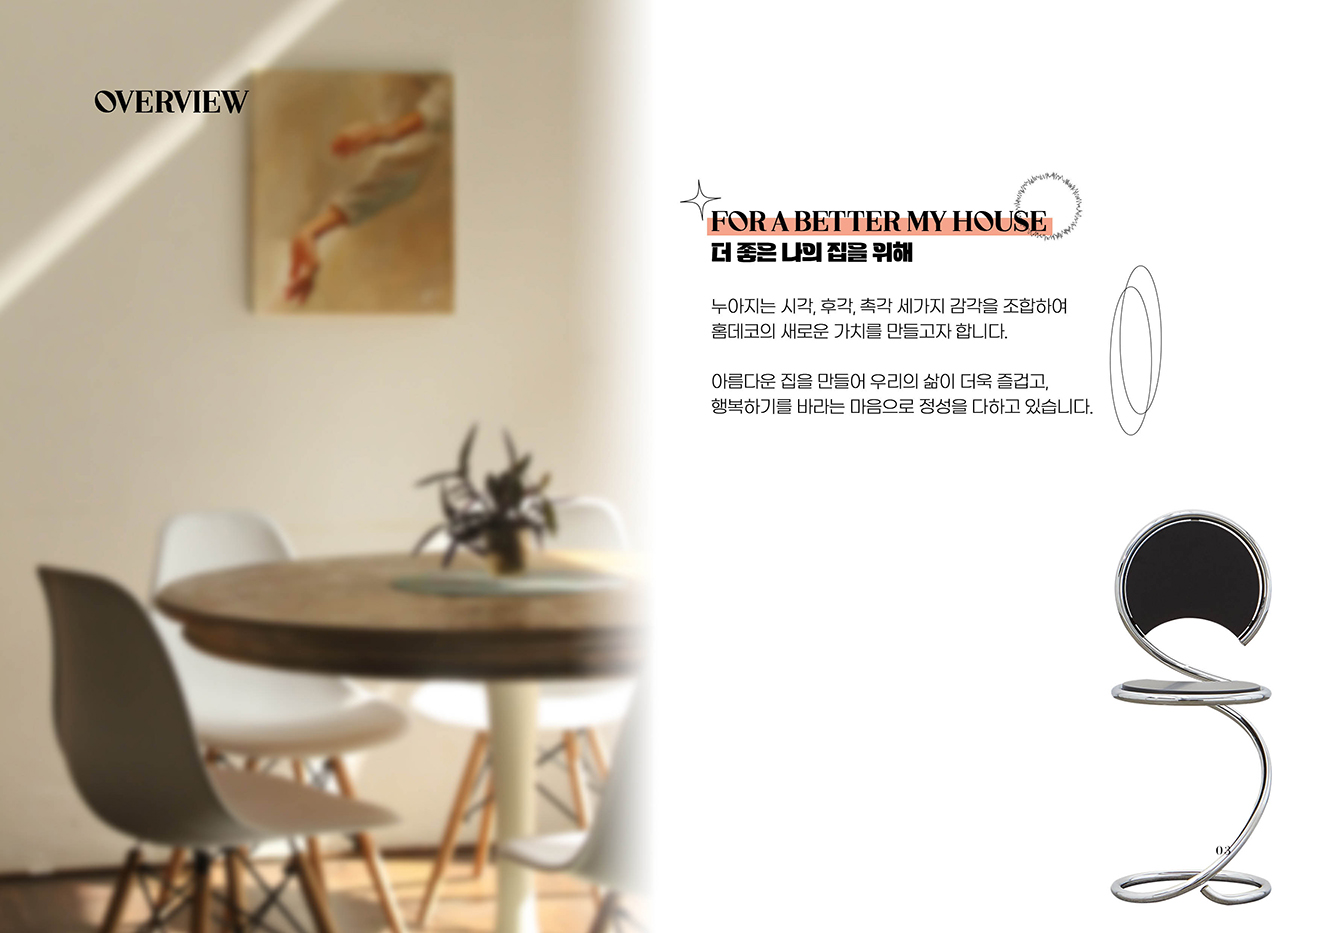 OVERVIEW
FOR A BETTER MY HOUSE
더 좋은 나의 집을 위해
누아지는 시각, 후각, 촉각 세가지 감각을 조합하여
홈데코의 새로운 가치를 만들고자 합니다.
아름다운 집을 만들어 우리의 삶이 더욱 즐겁고,
행복하기를 바라는 마음으로 정성을 다하고 있습니다.
03